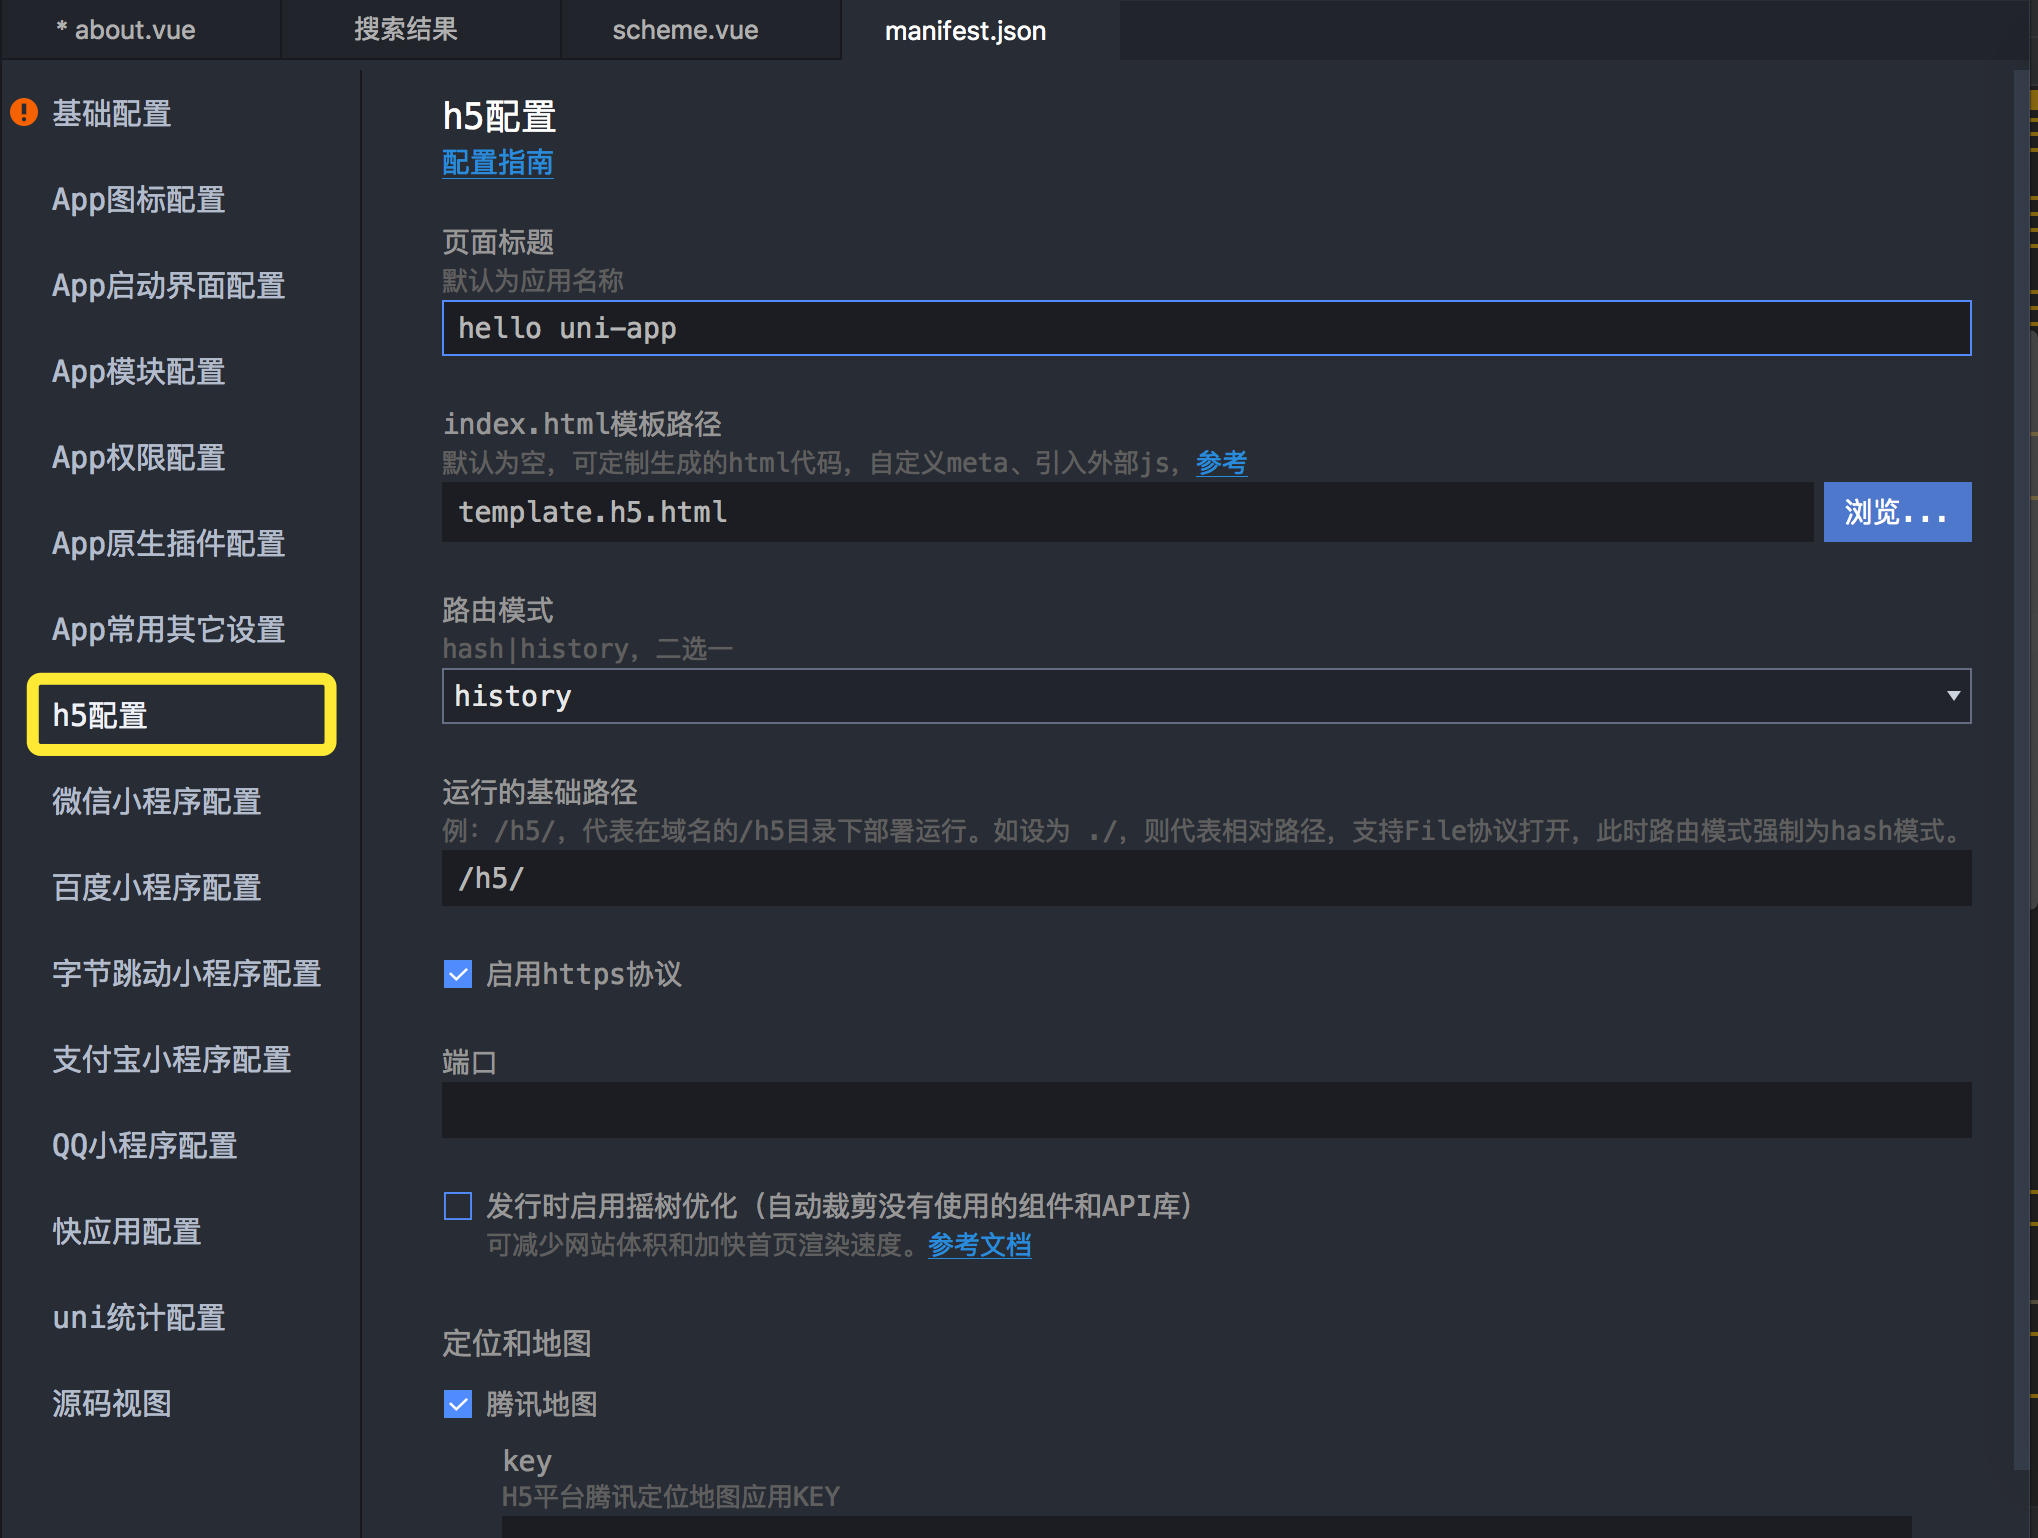 * about.vue
搜索结果
scheme.vue
manifest.json
基础配置
App图标配置
App启动界面配置
App模块配置
App权限配置
App原生插件配置
App常用其它设置
h5配置
微信小程序配置
百度小程序配置
字节跳动小程序配置
支付宝小程序配置
QQ小程序配置
快应用配置
uni统计配置
源码视图
h5配置
配置指南
页面标题
默认为应用名称
hello uni-app
index.html模板路径
默认为空，可定制生成的html代码，自定义meta、引入外部js，参考
template.h5.html
浏览...
路由模式
hash|history，二选一
history
运行的基础路径
例：/h5/，代表在域名的/h5目录下部署运行。如设为 ./，则代表相对路径，支持File协议打开，此时路由模式强制为hash模式。
/h5/
启用https协议
端口
发行时启用摇树优化（自动裁剪没有使用的组件和API库）
可减少网站体积和加快首页渲染速度。参考文档
定位和地图
腾讯地图
key
H5平台腾讯定位地图应用KEY